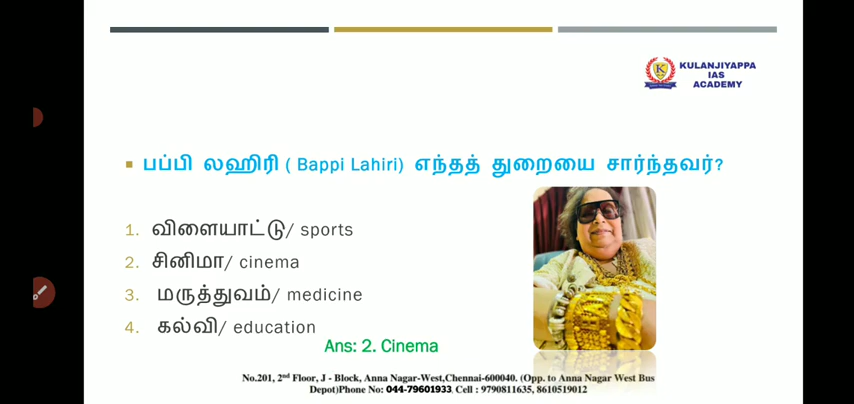 KULANJIYAPPA
IAS
ACADEMY
▪ பப்பி லஹிரி ( Bappi Lahiri) எந்தத் துறையை சார்ந்தவர்?
1. விளையாட்டு/ sports
2. சினிமா/ cinema
3. மருத்துவம்/ medicine
4. கல்வி/ education
Ans: 2. Cinema
No.201, 2nd Floor, J - Block, Anna Nagar-West,Chennai-600040. (Opp. to Anna Nagar West Bus
Depot)Phone No: 044-79601933, Cell : 9790811635, 8610519012